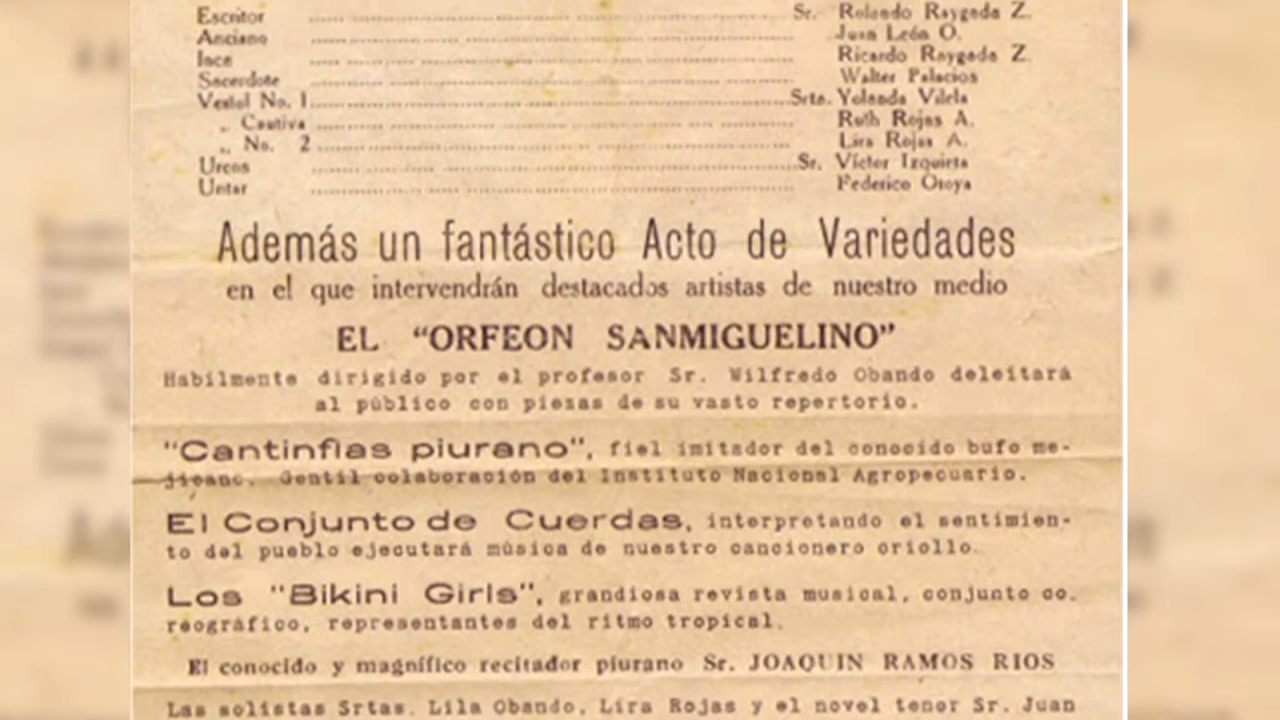 Escritor ........ Sr. Rolando Raygada Z.
Anciano ........ Juan León O.
Inca ........ Ricardo Raygada Z.
Sacerdote ........ Walter Palacios
Vestal No. 1 ........ Srta. Yolanda Vilela
„ Cautiva ........ Ruth Rojas A.
„ No. 2 ........ Lira Rojas A.
Urcos ........ Sr. Víctor Izquieta
........ Federico Otoya
Además un fantástico Acto de Variedades
en el que intervendrán destacados artistas de nuestro medio
EL "ORFEON SANMIGUELINO"
Habilmente dirigido por el profesor Sr. Wilfredo Obando deleitará
al público con piezas de su vasto repertorio.
"Cantinflas piurano", fiel imitador del conocido bufo me-
jicano. Gentil colaboración del Instituto Nacional Agropecuario.
El Conjunto de Cuerdas, interpretando el sentimien-
to del pueblo ejecutará música de nuestro cancionero criollo.
Los "Bikini Girls", grandiosa revista musical, conjunto co-
reográfico, representantes del ritmo tropical.
El conocido y magnífico recitador piurano Sr. JOAQUIN RAMOS RIOS
Las solistas Srtas. Lila Obando, Lira Rojas y el novel tenor Sr. Juan